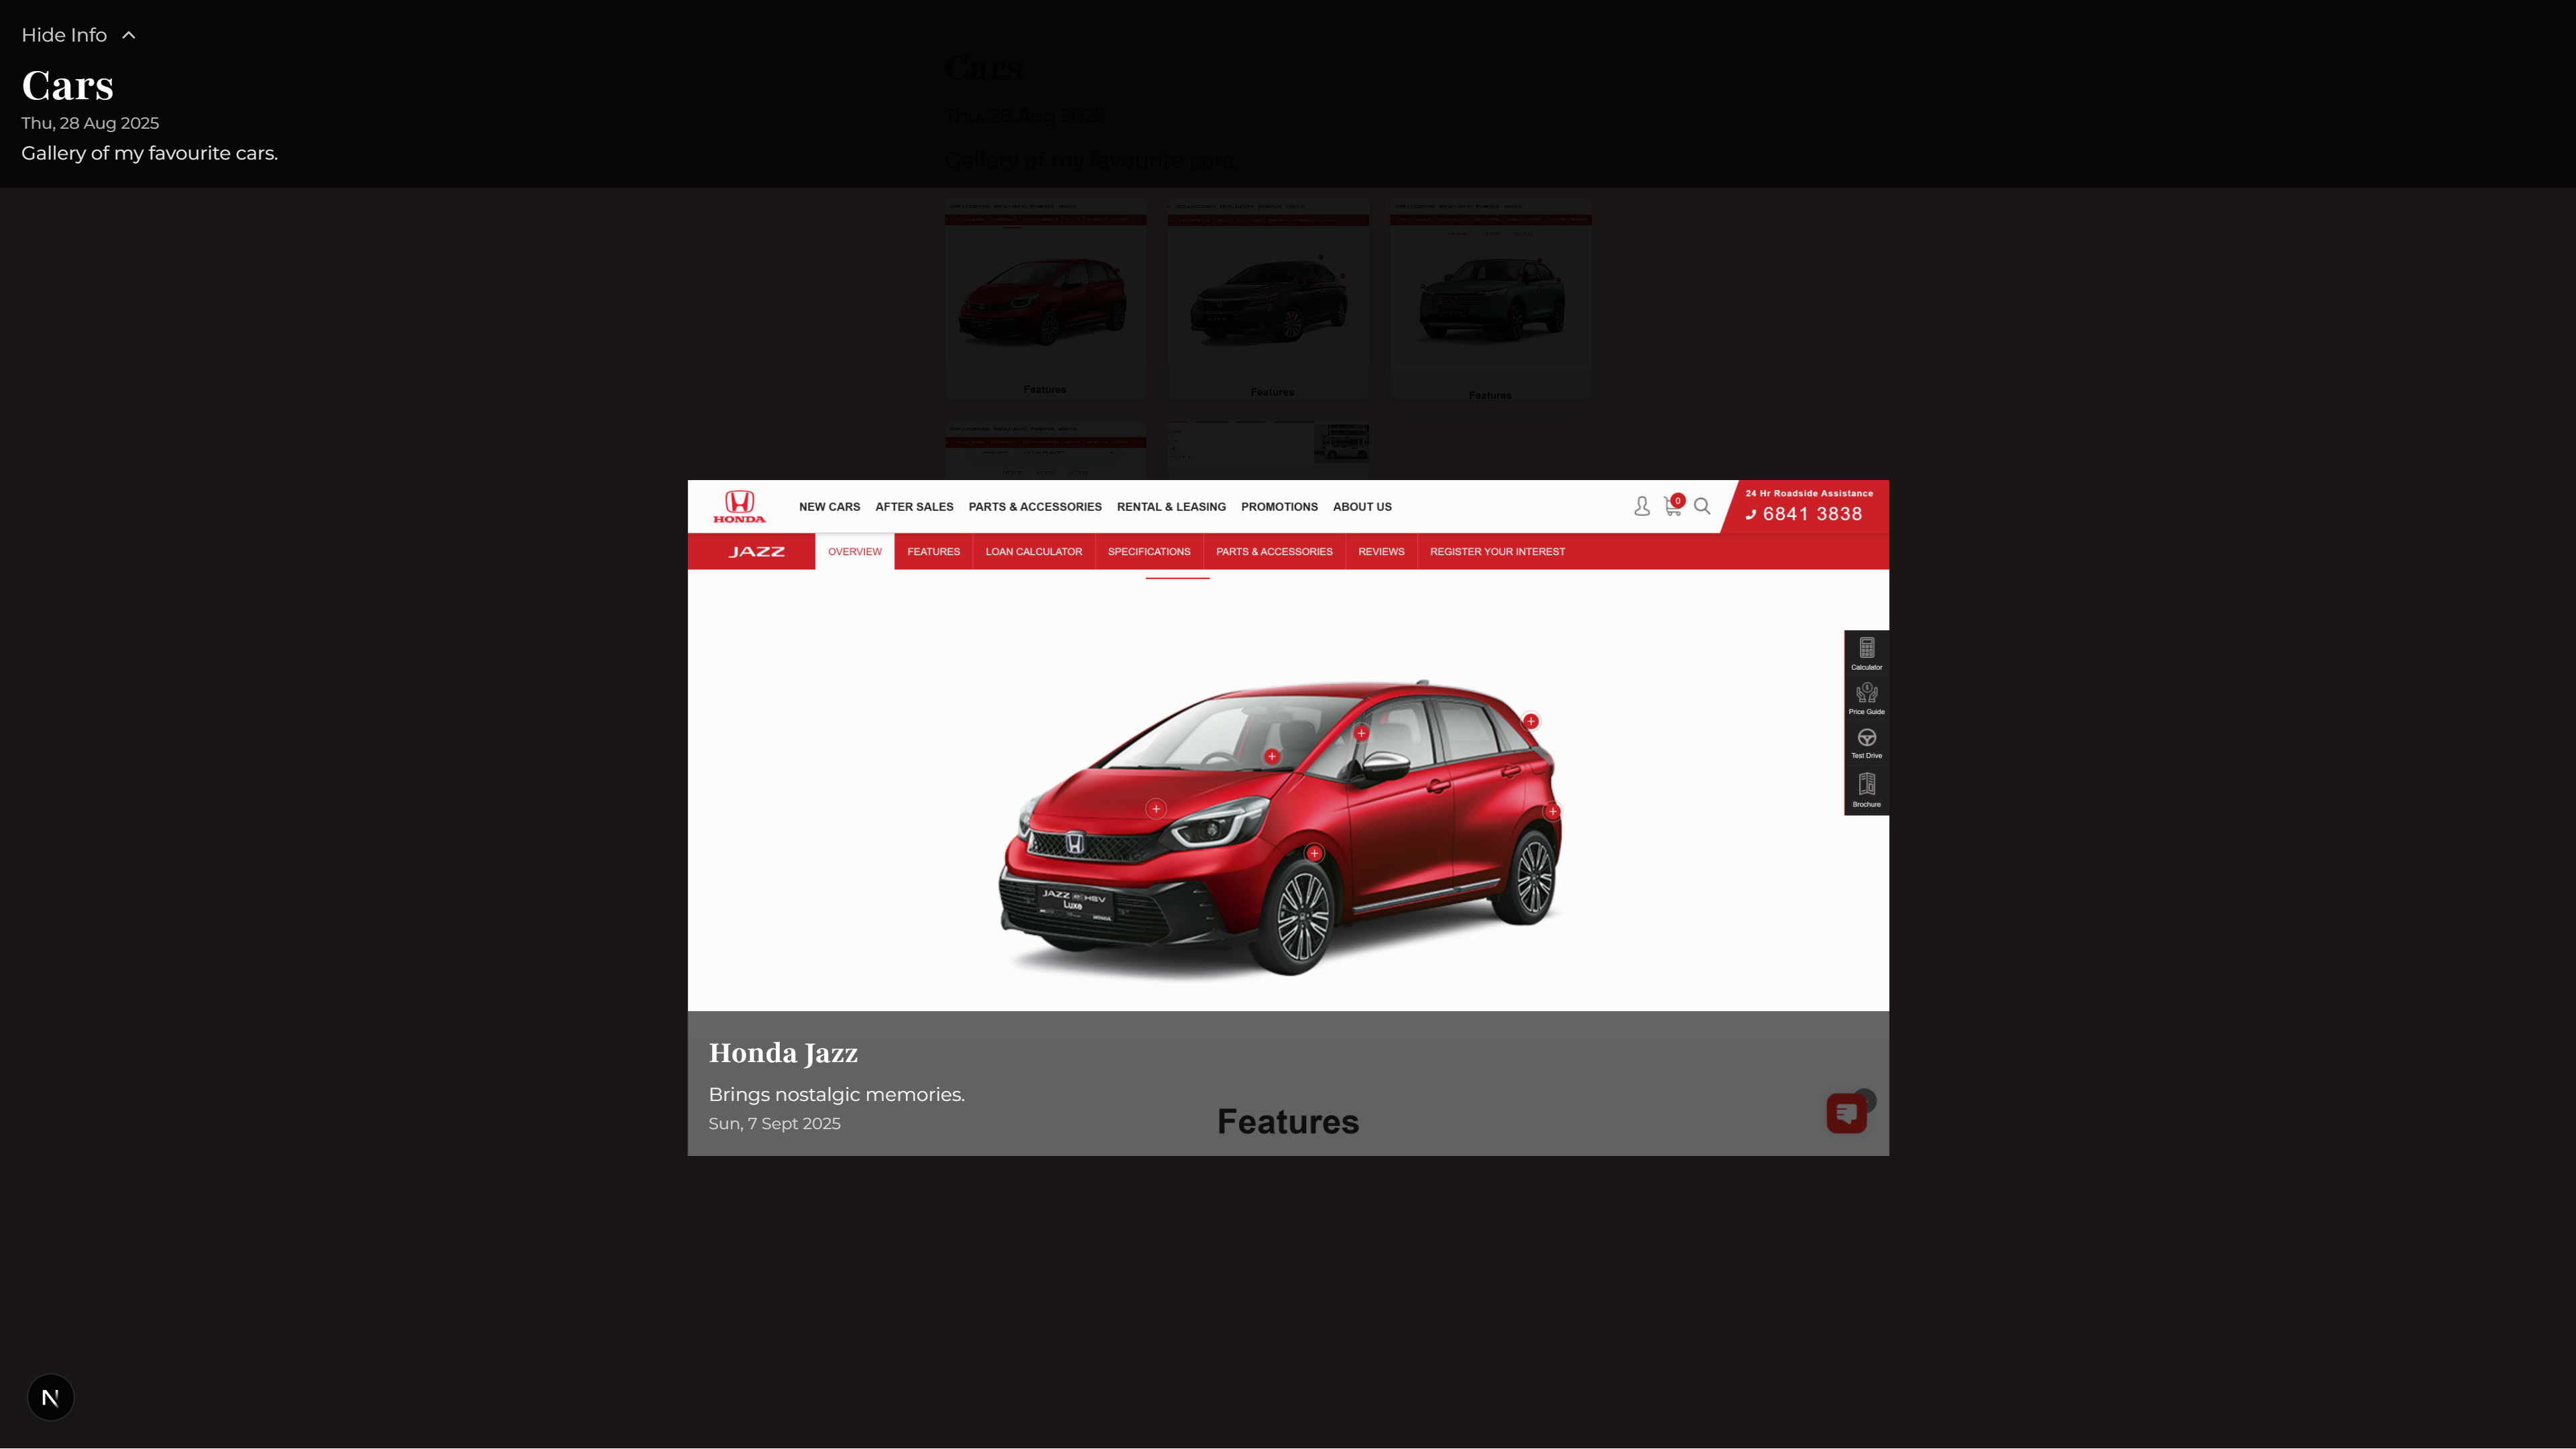 Hide Info
Cars
Thu, 28 Aug 2025
Gallery of my favourite cars.
Cars
Thu, 28 Aug 2025
Gallery of my favourite cars
Features
Features
Features
HONDA
NEW CARS AFTER SALES PARTS & ACCESSORIES RENTAL & LEASING PROMOTIONS ABOUT US
0
24 Hr Roadside Assistance
6841 3838
JAZZ OVERVIEW FEATURES LOAN CALCULATOR SPECIFICATIONS PARTS & ACCESSORIES REVIEWS REGISTER YOUR INTEREST
Calculator
Price Guide
Test Drive
Brochure
JAZZ e:HEV
Luxe
HONDA
Honda Jazz
Brings nostalgic memories.
Sun, 7 Sept 2025
Features
N